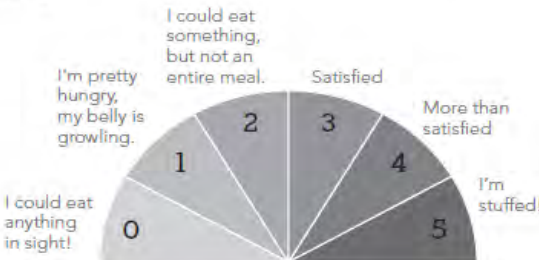 I could eat
anything
in sight!
0
I'm pretty
hungry,
my belly is
growling.
1
I could eat
something,
but not an
entire meal.
2
Satisfied
3
More than
satisfied
4
I'm
stuffed!
5